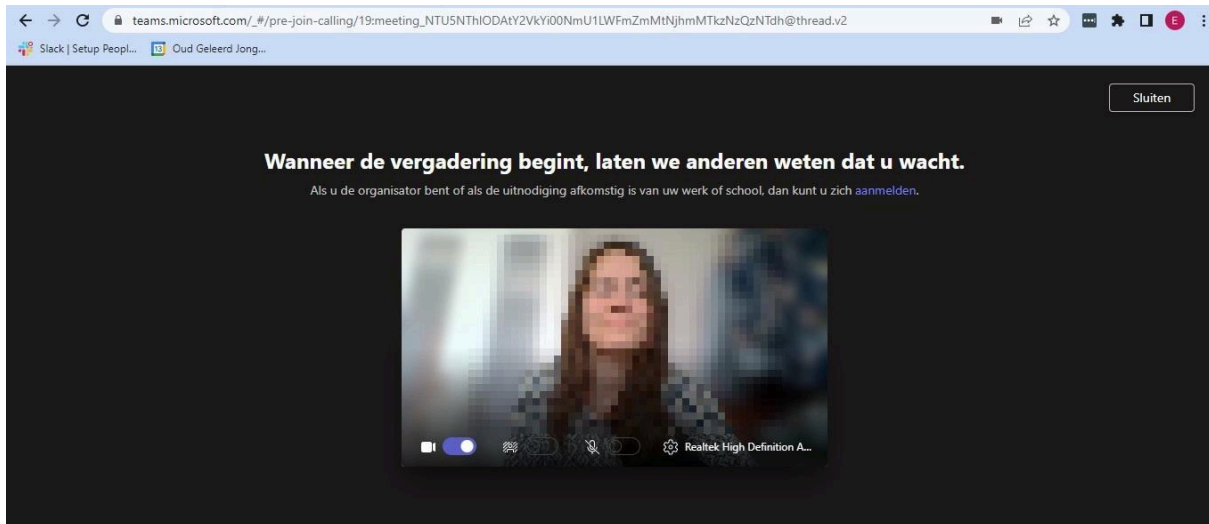 teams.microsoft.com/_#/pre-join-calling/19:meeting_NTU5NThlODAtY2VkYi00NmU1LWFmZmMtNjhmMTkzNzQzNTdh@thread.v2
E
Slack | Setup Peopl...
13
Oud Geleerd Jong...
Sluiten
Wanneer de vergadering begint, laten we anderen weten dat u wacht.
Als u de organisator bent of als de uitnodiging afkomstig is van uw werk of school, dan kunt u zich aanmelden.
Realtek High Definition A...